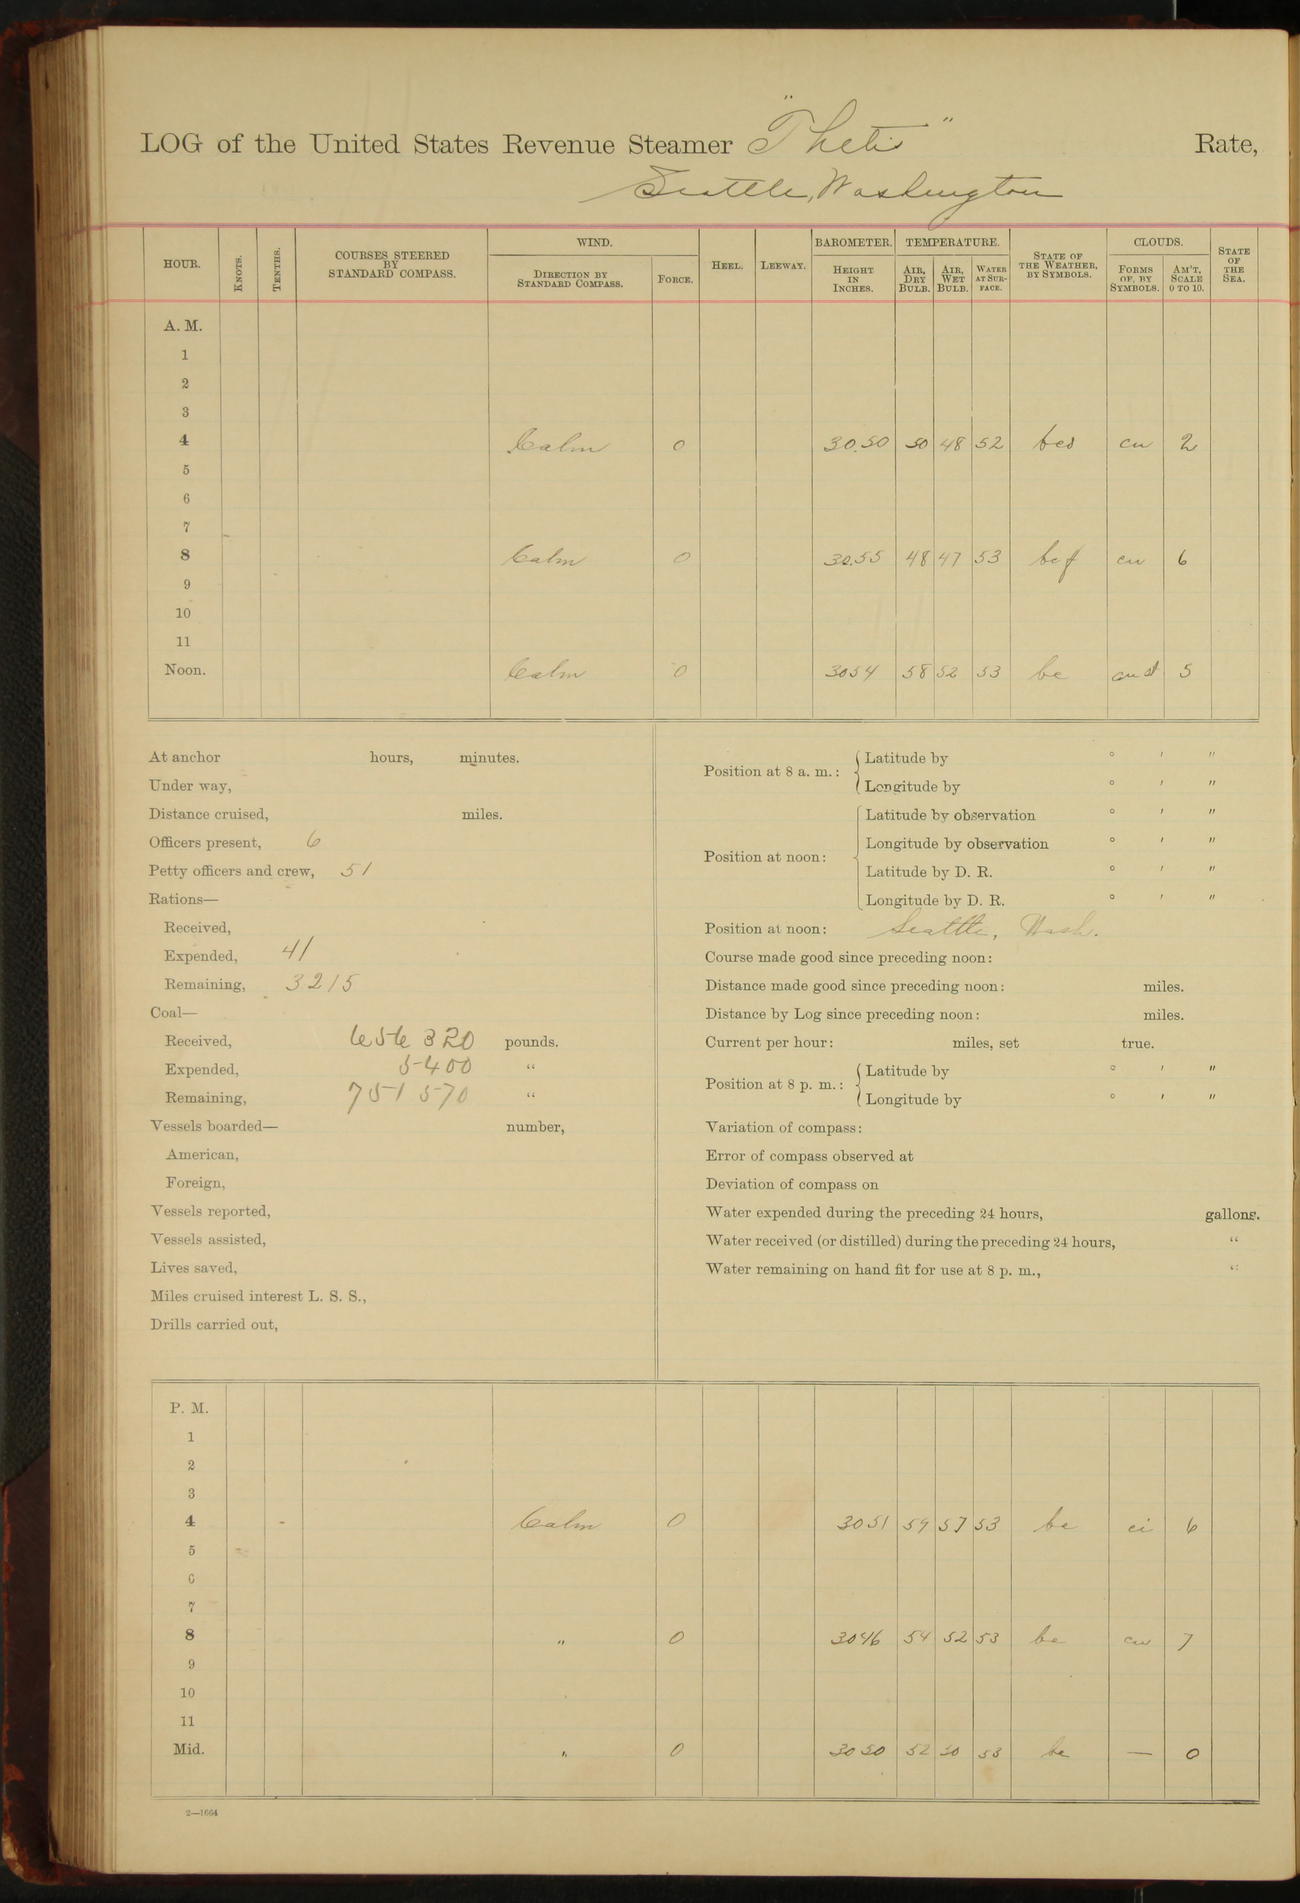 LOG of the United States Revenue Steamer "Thetis" Rate,
Seattle, Washington
HOUR. KNOTS. TENTHS. COURSES STEERED BY STANDARD COMPASS. WIND. DIRECTION BY STANDARD COMPASS. FORCE. HEEL. LEEWAY. BAROMETER. HEIGHT IN INCHES. TEMPERATURE. AIR, DRY BULB. AIR, WET BULB. WATER AT SURFACE. STATE OF THE WEATHER, BY SYMBOLS. CLOUDS. FORMS OF, BY SYMBOLS. AM'T, SCALE 0 TO 10. STATE OF THE SEA.
A. M.
1
2
3
4 Calm 0 30.50 50 48 52 cu 2
5
6
7
8 Calm 0 30.55 48 47 53 bcf cu 6
9
10
11
Noon. Calm 0 3054 58 52 53 bc cu st 5
At anchor hours, minutes.
Under way,
Distance cruised, miles.
Officers present, 6
Petty officers and crew, 51
Rations—
Received,
Expended, 41
Remaining, 3215
Coal—
Received, 656320 pounds.
Expended, 5400 "
Remaining, 751570 "
Vessels boarded— number,
American,
Foreign,
Vessels reported,
Vessels assisted,
Lives saved,
Miles cruised interest L. S. S.,
Drills carried out,
Position at 8 a. m.: Latitude by ° ′ ″
Longitude by ° ′ ″
Position at noon: Latitude by observation ° ′ ″
Longitude by observation ° ′ ″
Latitude by D. R. ° ′ ″
Longitude by D. R. ° ′ ″
Position at noon: Seattle, Wash.
Course made good since preceding noon:
Distance made good since preceding noon: miles.
Distance by Log since preceding noon: miles.
Current per hour: miles, set true.
Position at 8 p. m.: Latitude by ° ′ ″
Longitude by ° ′ ″
Variation of compass:
Error of compass observed at
Deviation of compass on
Water expended during the preceding 24 hours, gallons.
Water received (or distilled) during the preceding 24 hours, "
Water remaining on hand fit for use at 8 p. m., "
P. M.
1
2
3
4 Calm 0 3051 59 57 53 bc ci 6
5
6
7
8 " 0 3046 54 52 53 bc cu 7
9
10
11
Mid. " 0 3050 52 50 53 bc — 0
2—1664